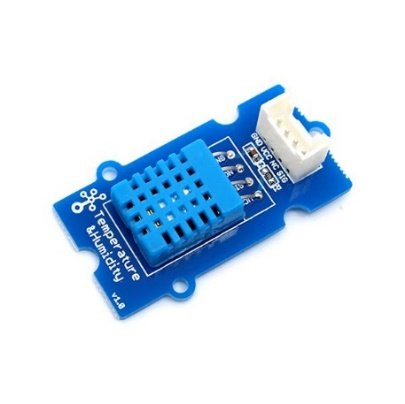 GND VCC NC SIG
Temperature
&Humidity
v1.0